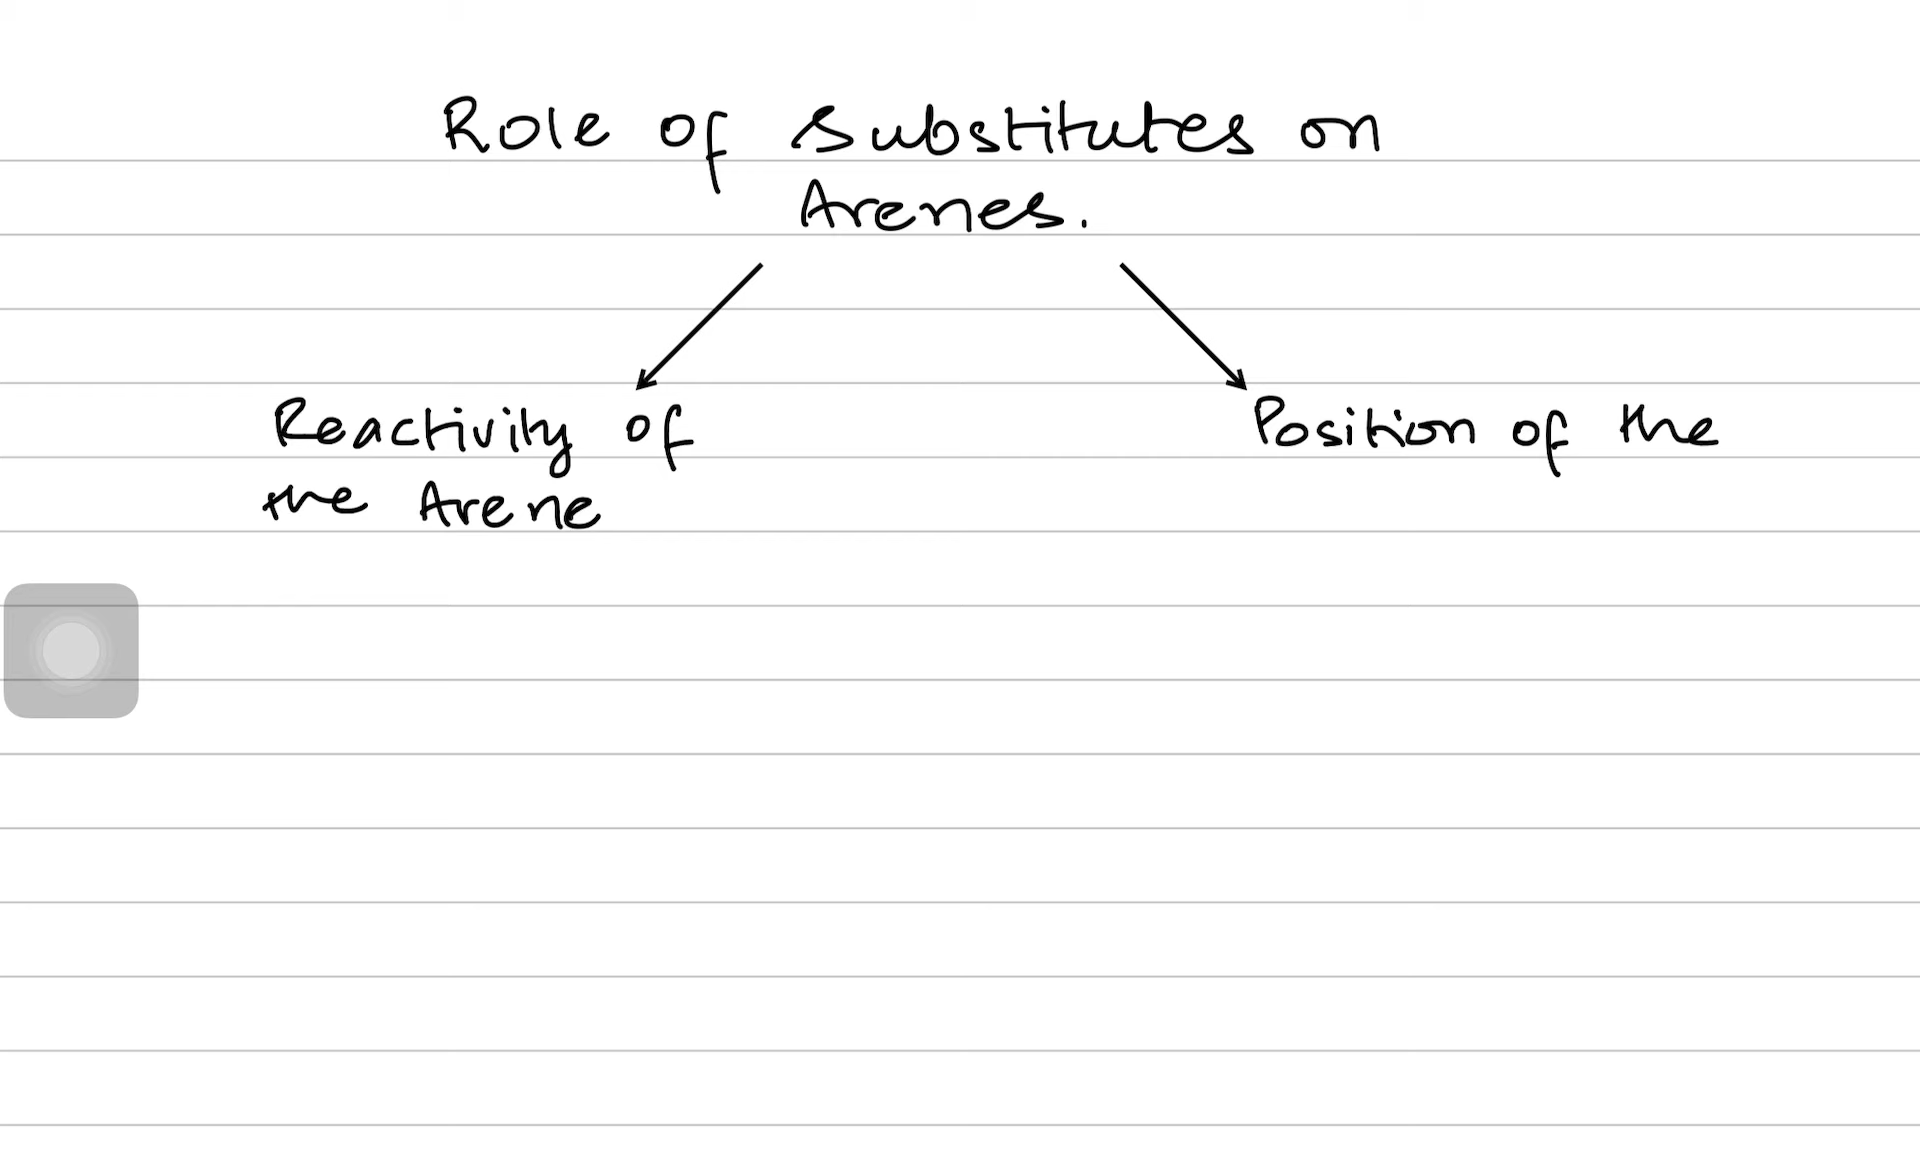 Role of Substitutes on
Arenes.
Reactivity of
the Arene
Position of the